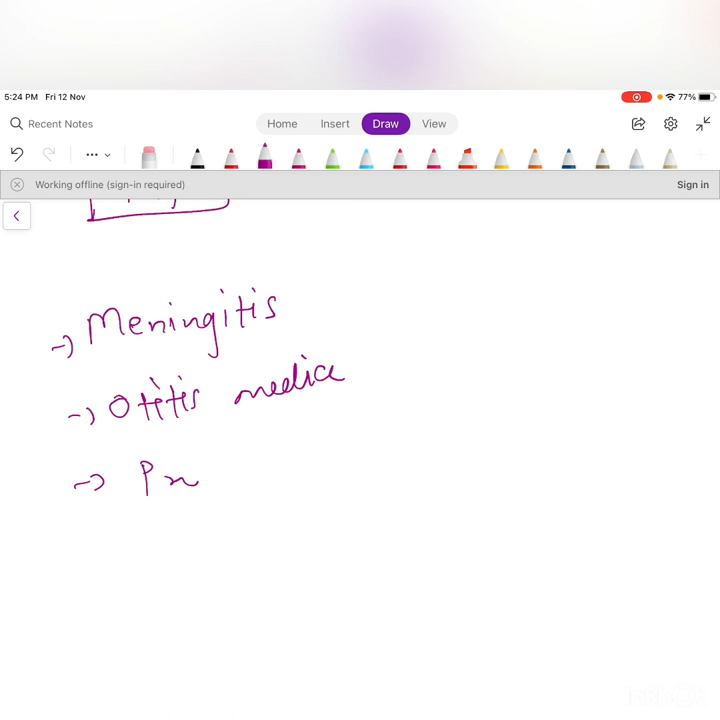 5:24 PM Fri 12 Nov 77%
Recent Notes Home Insert Draw View
Working offline (sign-in required) Sign in
→ Meningitis
→ Otitis media
→ Pn